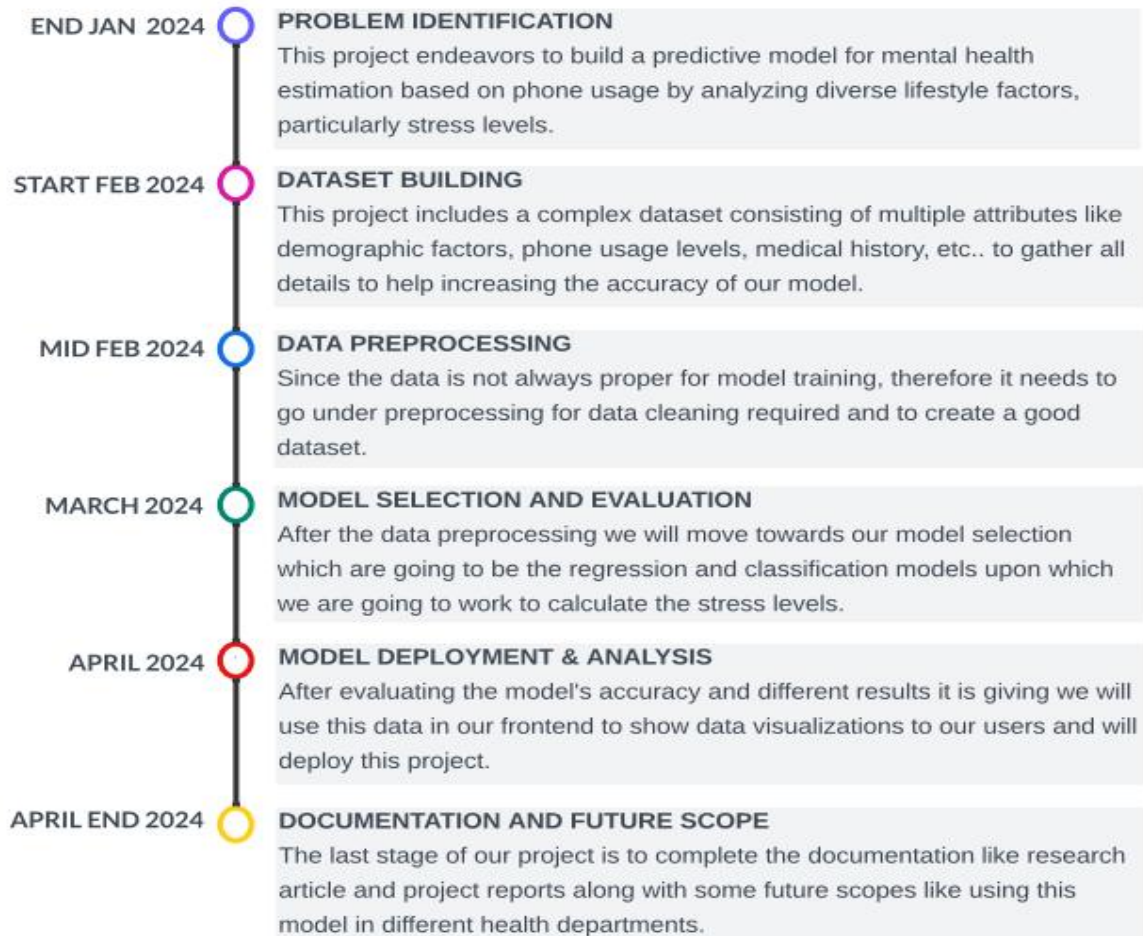 END JAN 2024
PROBLEM IDENTIFICATION
This project endeavors to build a predictive model for mental health
estimation based on phone usage by analyzing diverse lifestyle factors,
particularly stress levels.
START FEB 2024
DATASET BUILDING
This project includes a complex dataset consisting of multiple attributes like
demographic factors, phone usage levels, medical history, etc.. to gather all
details to help increasing the accuracy of our model.
MID FEB 2024
DATA PREPROCESSING
Since the data is not always proper for model training, therefore it needs to
go under preprocessing for data cleaning required and to create a good
dataset.
MARCH 2024
MODEL SELECTION AND EVALUATION
After the data preprocessing we will move towards our model selection
which are going to be the regression and classification models upon which
we are going to work to calculate the stress levels.
APRIL 2024
MODEL DEPLOYMENT & ANALYSIS
After evaluating the model's accuracy and different results it is giving we will
use this data in our frontend to show data visualizations to our users and will
deploy this project.
APRIL END 2024
DOCUMENTATION AND FUTURE SCOPE
The last stage of our project is to complete the documentation like research
article and project reports along with some future scopes like using this
model in different health departments.